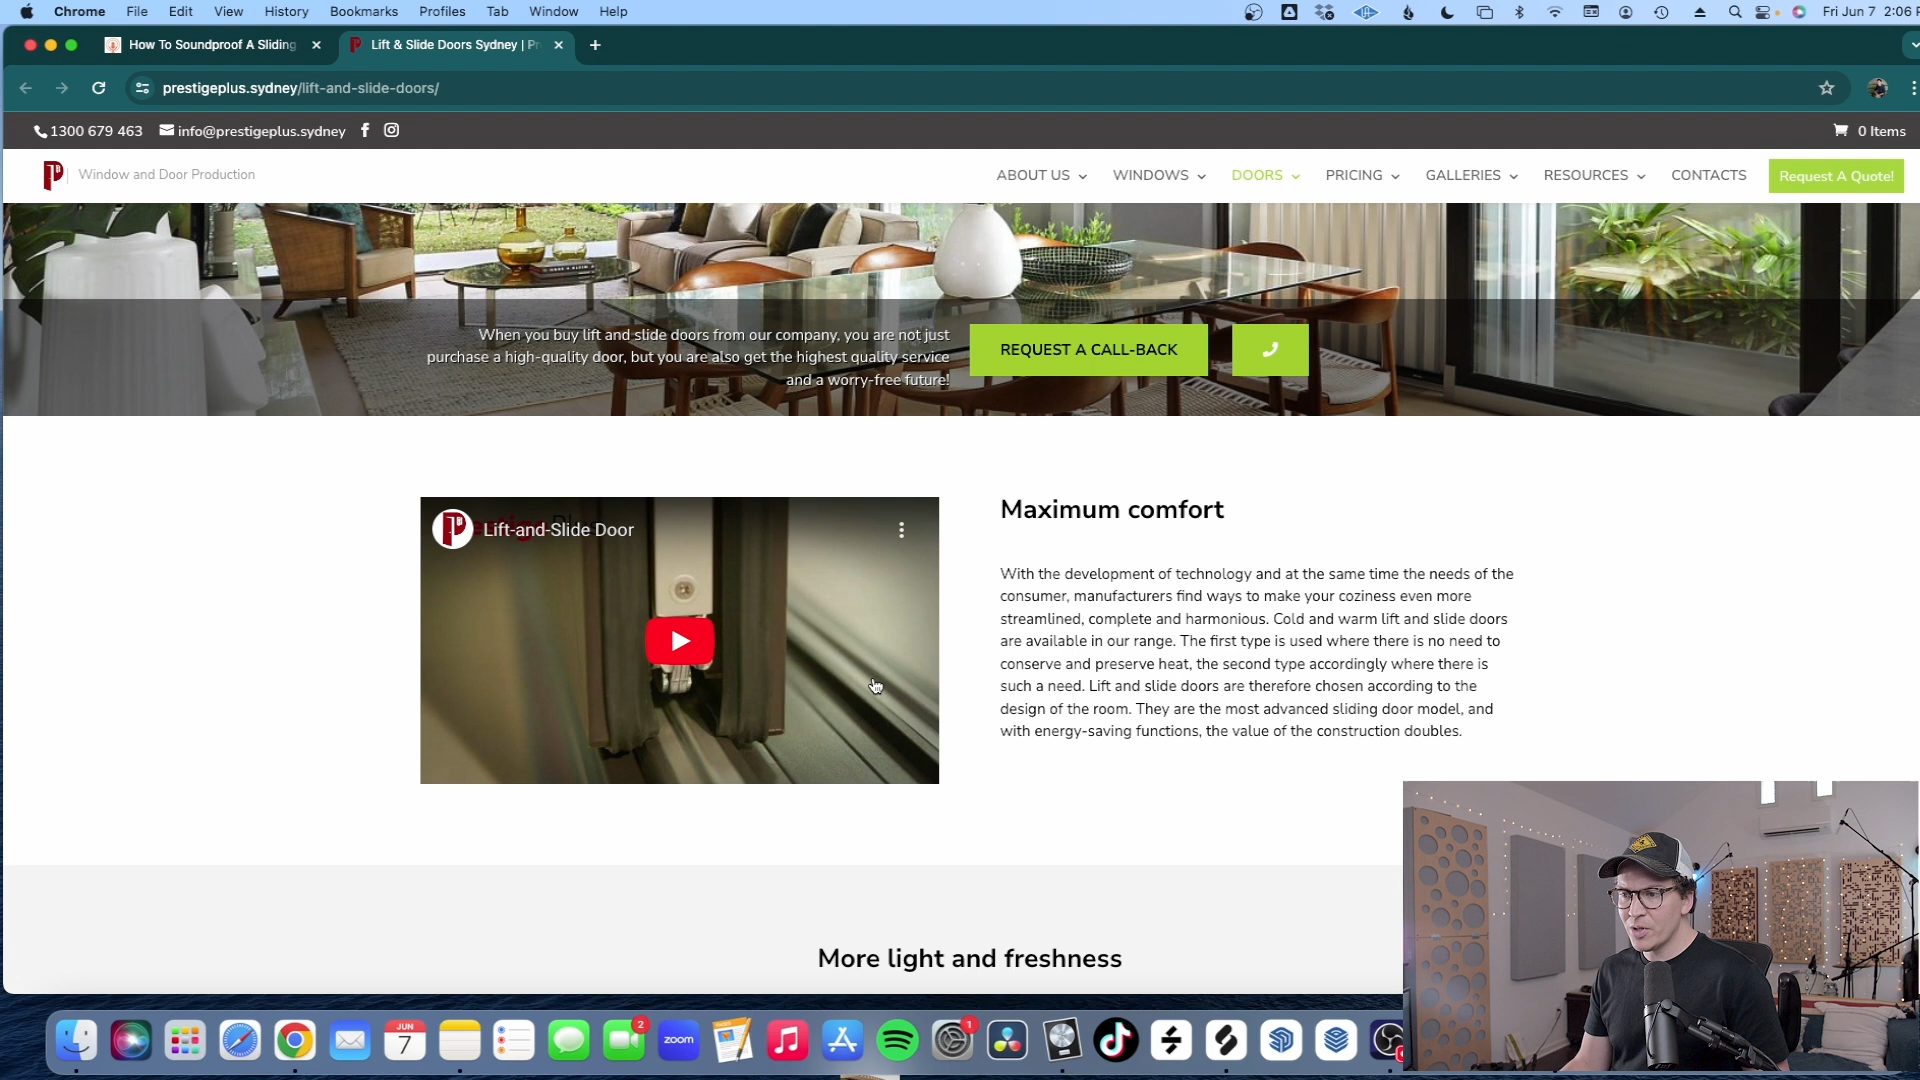 Chrome File Edit View History Bookmarks Profiles Tab Window Help Fri Jun 7 2:06
How To Soundproof A Sliding
Lift & Slide Doors Sydney |
prestigeplus.sydney/lift-and-slide-doors/
1300 679 463 info@prestigeplus.sydney 0 Items
Window and Door Production
ABOUT US WINDOWS DOORS PRICING GALLERIES RESOURCES CONTACTS Request A Quote!
When you buy lift and slide doors from our company, you are not just
purchase a high-quality door, but you are also get the highest quality service
and a worry-free future!
REQUEST A CALL-BACK
Lift-and-Slide Door
Maximum comfort
With the development of technology and at the same time the needs of the
consumer, manufacturers find ways to make your coziness even more
streamlined, complete and harmonious. Cold and warm lift and slide doors
are available in our range. The first type is used where there is no need to
conserve and preserve heat, the second type accordingly where there is
such a need. Lift and slide doors are therefore chosen according to the
design of the room. They are the most advanced sliding door model, and
with energy-saving functions, the value of the construction doubles.
More light and freshness
JUN
7
2
zoom
1